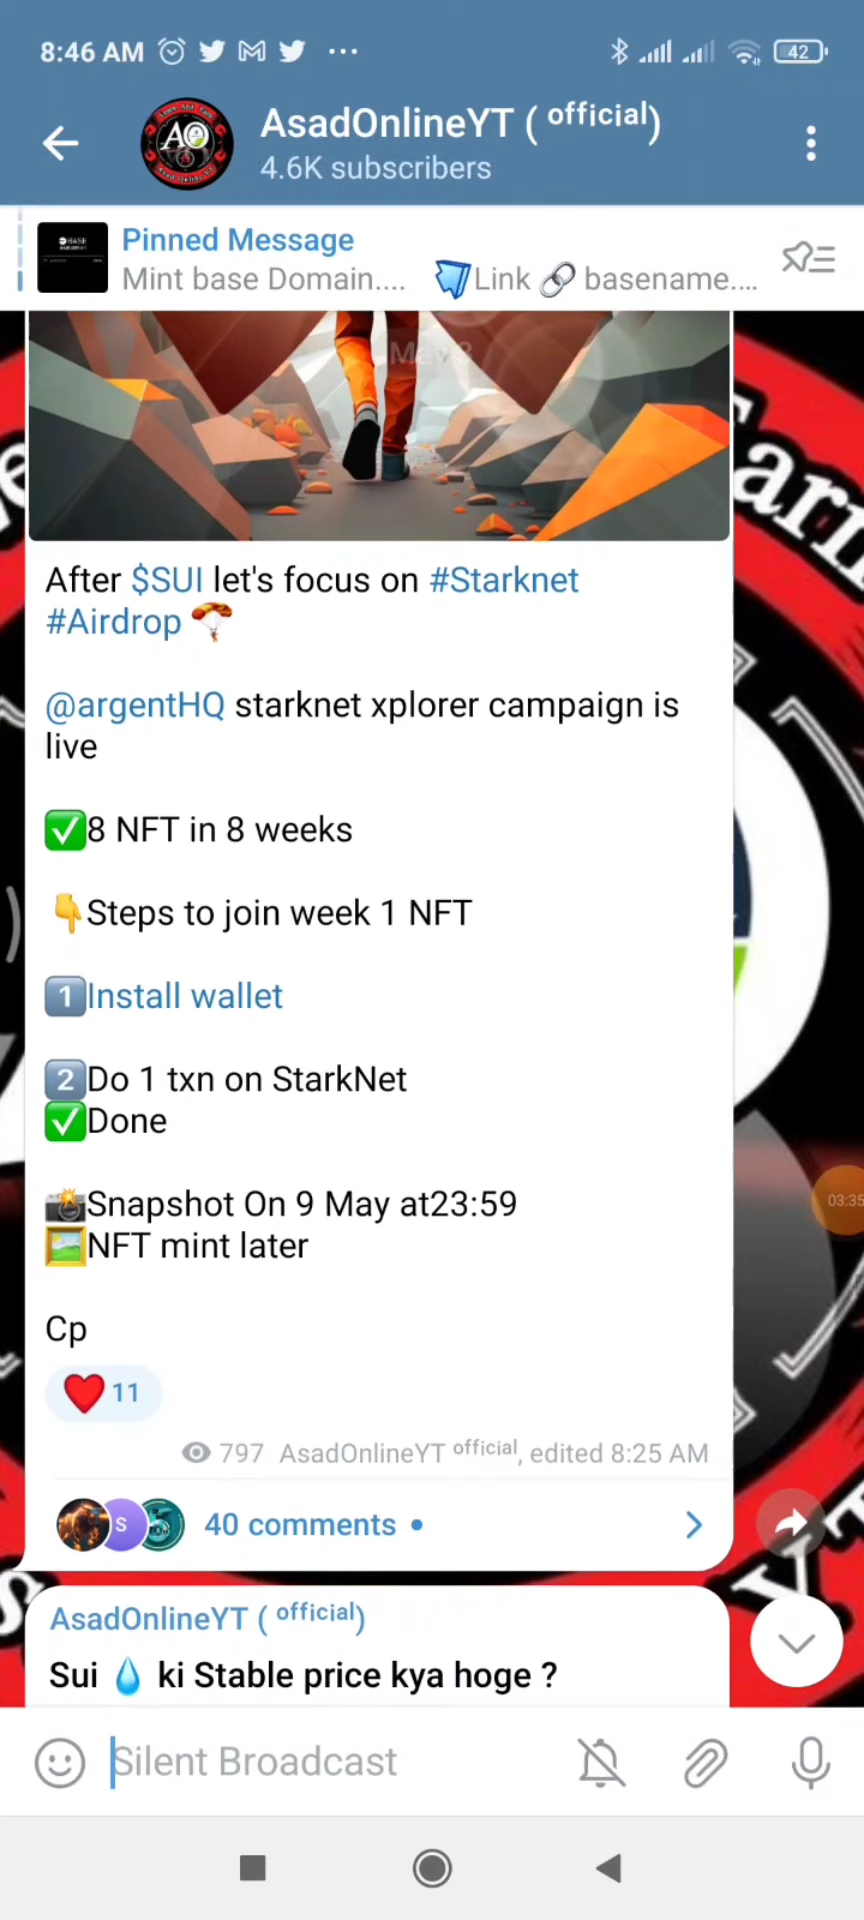 8:46 AM
42
AsadOnlineYT ( official)
4.6K subscribers
Pinned Message
Mint base Domain.... Link basename....
May 3
After $SUI let's focus on #Starknet
#Airdrop 🪂
@argentHQ starknet xplorer campaign is
live
✅8 NFT in 8 weeks
👇Steps to join week 1 NFT
1️⃣Install wallet
2️⃣Do 1 txn on StarkNet
✅Done
📸Snapshot On 9 May at23:59
🖼NFT mint later
Cp
❤️ 11
797 AsadOnlineYT official, edited 8:25 AM
S
40 comments
03:35
AsadOnlineYT ( official)
Sui 💧 ki Stable price kya hoge ?
Silent Broadcast